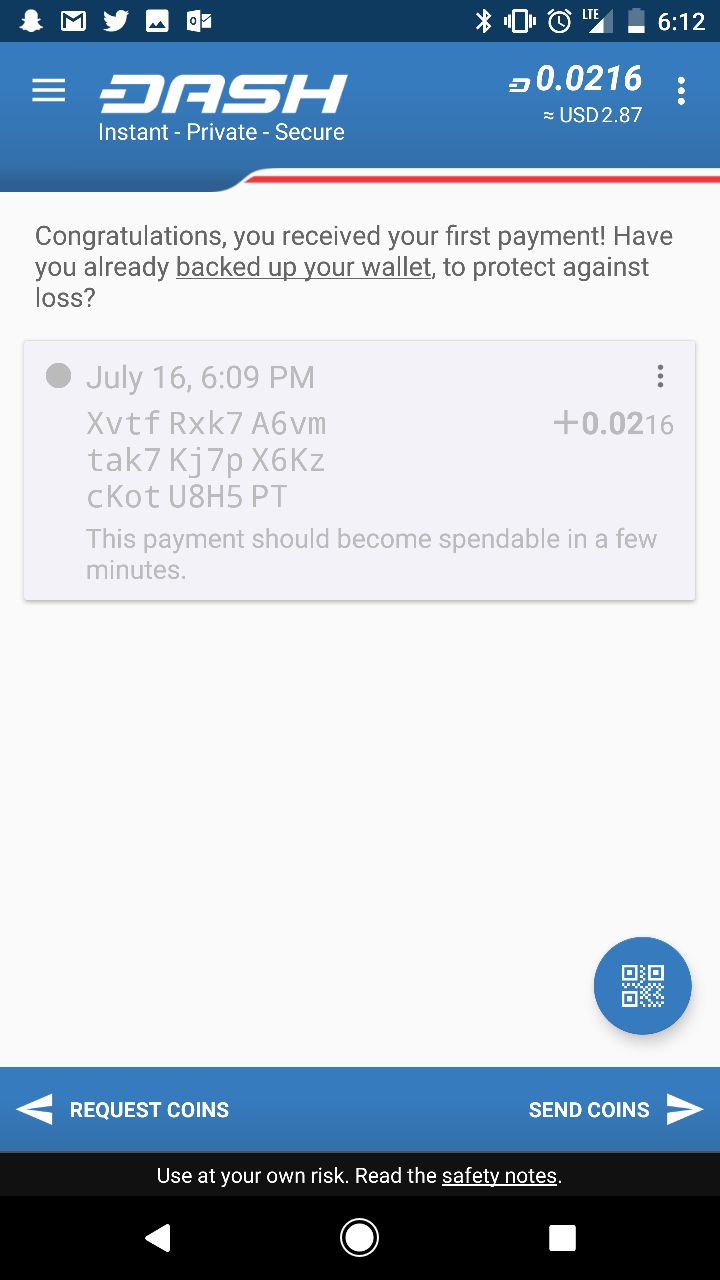 LTE 6:12
DASH 0.0216
Instant - Private - Secure ≈ USD 2.87
Congratulations, you received your first payment! Have
you already backed up your wallet, to protect against
loss?
July 16, 6:09 PM
Xvtf Rxk7 A6vm +0.0216
tak7 Kj7p X6Kz
cKot U8H5 PT
This payment should become spendable in a few
minutes.
REQUEST COINS SEND COINS
Use at your own risk. Read the safety notes.